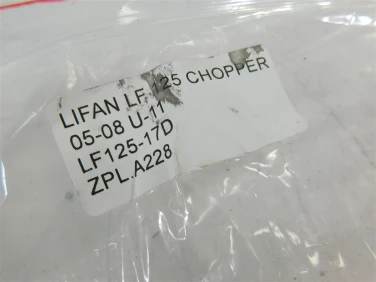 LIFAN LF 125 CHOPPER
05-08 U-11
LF125-17D
ZPL.A228